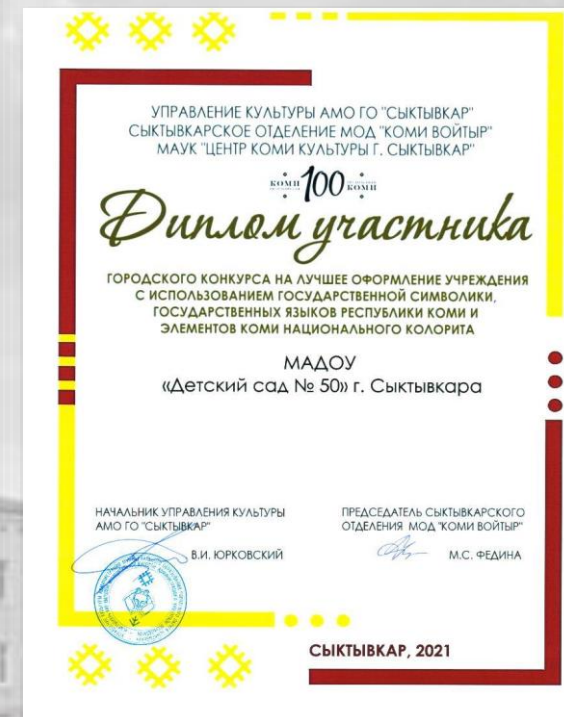 УПРАВЛЕНИЕ КУЛЬТУРЫ АМО ГО "СЫКТЫВКАР"
СЫКТЫВКАРСКОЕ ОТДЕЛЕНИЕ МОД "КОМИ ВОЙТЫР"
МАУК "ЦЕНТР КОМИ КУЛЬТУРЫ Г. СЫКТЫВКАР"
КОМИ 100 КОМИ
Диплом участника
ГОРОДСКОГО КОНКУРСА НА ЛУЧШЕЕ ОФОРМЛЕНИЕ УЧРЕЖДЕНИЯ
С ИСПОЛЬЗОВАНИЕМ ГОСУДАРСТВЕННОЙ СИМВОЛИКИ,
ГОСУДАРСТВЕННЫХ ЯЗЫКОВ РЕСПУБЛИКИ КОМИ И
ЭЛЕМЕНТОВ КОМИ НАЦИОНАЛЬНОГО КОЛОРИТА
МАДОУ
«Детский сад № 50» г. Сыктывкара
НАЧАЛЬНИК УПРАВЛЕНИЯ КУЛЬТУРЫ
АМО ГО "СЫКТЫВКАР"
В.И. ЮРКОВСКИЙ
ПРЕДСЕДАТЕЛЬ СЫКТЫВКАРСКОГО
ОТДЕЛЕНИЯ МОД "КОМИ ВОЙТЫР"
М.С. ФЕДИНА
СЫКТЫВКАР, 2021